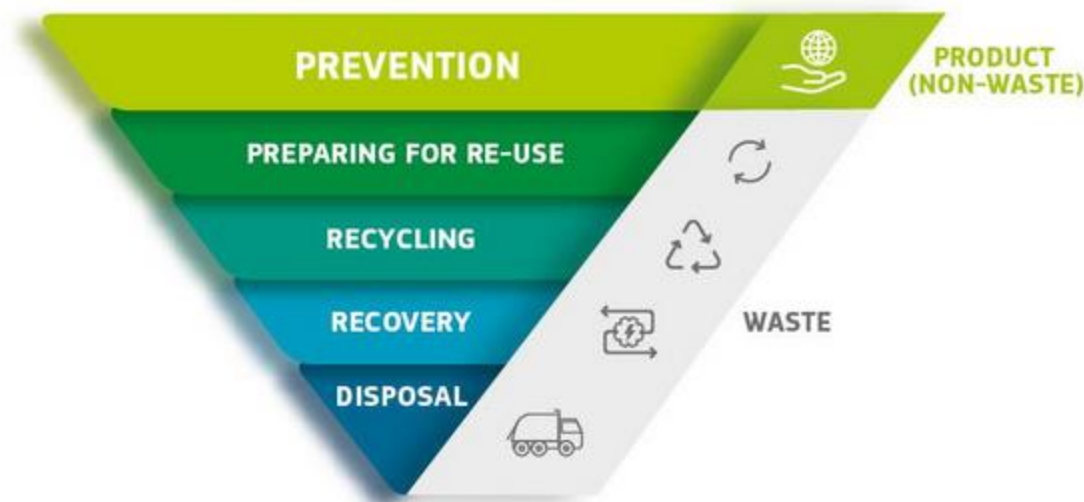 PREVENTION
PRODUCT
(NON-WASTE)
PREPARING FOR RE-USE
RECYCLING
RECOVERY
WASTE
DISPOSAL